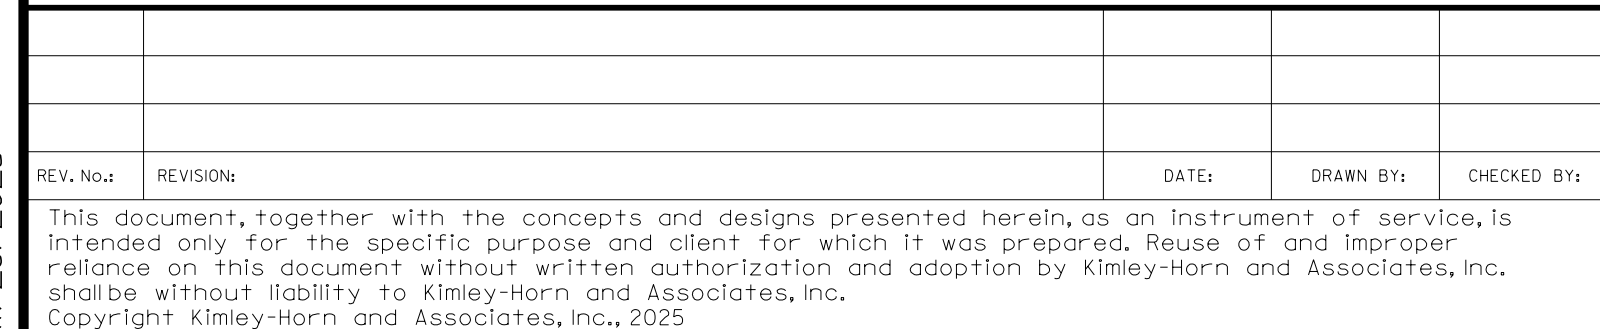 REV. No.: REVISION: DATE: DRAWN BY: CHECKED BY:
This document, together with the concepts and designs presented herein, as an instrument of service, is
intended only for the specific purpose and client for which it was prepared. Reuse of and improper
reliance on this document without written authorization and adoption by Kimley-Horn and Associates, Inc.
shall be without liability to Kimley-Horn and Associates, Inc.
Copyright Kimley-Horn and Associates, Inc., 2025